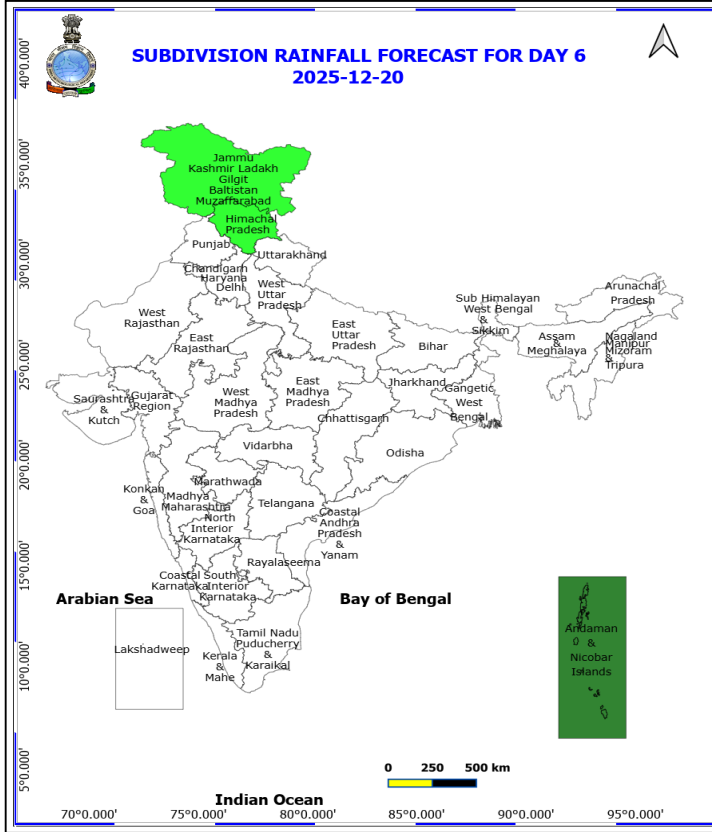 SUBDIVISION RAINFALL FORECAST FOR DAY 6
2025-12-20
40°0.000'
35°0.000'
30°0.000'
25°0.000'
20°0.000'
15°0.000'
10°0.000'
5°0.000'
Jammu
Kashmir Ladakh
Gilgit
Baltistan
Muzaffarabad
Himachal
Pradesh
Punjab
Uttarakhand
Chandigarh
Haryana
Delhi
West
Uttar
Pradesh
West
Rajasthan
East
Rajasthan
East
Uttar
Pradesh
Bihar
Sub Himalayan
West Bengal
&
Sikkim
Arunachal
Pradesh
Assam
&
Meghalaya
Nagaland
Manipur
Mizoram
&
Tripura
Saurashtra
&
Kutch
Gujarat
Region
West
Madhya
Pradesh
East
Madhya
Pradesh
Jharkhand
Gangetic
West
Bengal
Chhattisgarh
Odisha
Vidarbha
Konkan
&
Goa
Madhya
Maharashtra
Marathwada
Telangana
North
Interior
Karnataka
Coastal
Andhra
Pradesh
&
Yanam
Rayalaseema
Coastal
Karnataka
South
Interior
Karnataka
Arabian Sea
Bay of Bengal
Lakshadweep
Kerala
&
Mahe
Tamil Nadu
Puducherry
&
Karaikal
Andaman
&
Nicobar
Islands
0 250 500 km
Indian Ocean
70°0.000' 75°0.000' 80°0.000' 85°0.000' 90°0.000' 95°0.000'